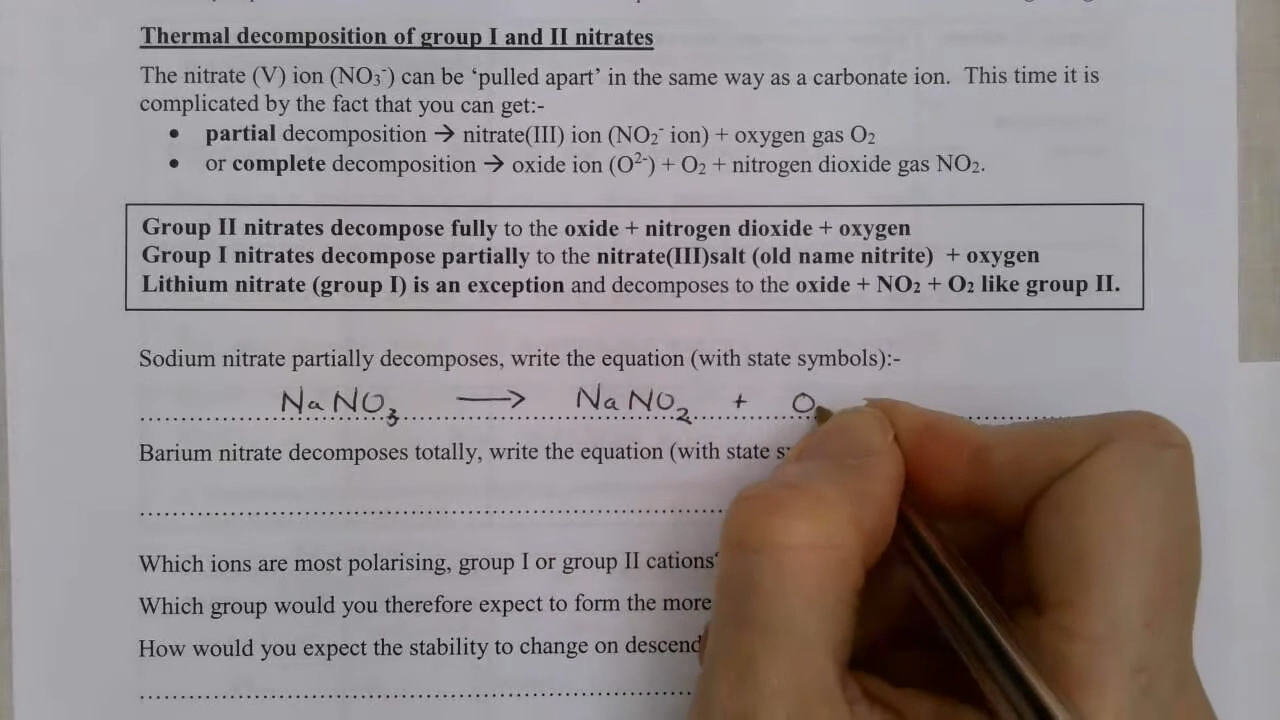 Thermal decomposition of group I and II nitrates
The nitrate (V) ion (NO₃⁻) can be ‘pulled apart’ in the same way as a carbonate ion. This time it is
complicated by the fact that you can get:-
• partial decomposition → nitrate(III) ion (NO₂⁻ ion) + oxygen gas O₂
• or complete decomposition → oxide ion (O²⁻) + O₂ + nitrogen dioxide gas NO₂.
Group II nitrates decompose fully to the oxide + nitrogen dioxide + oxygen
Group I nitrates decompose partially to the nitrate(III)salt (old name nitrite) + oxygen
Lithium nitrate (group I) is an exception and decomposes to the oxide + NO₂ + O₂ like group II.
Sodium nitrate partially decomposes, write the equation (with state symbols):-
NaNO₃ → NaNO₂ + O
Barium nitrate decomposes totally, write the equation (with state
Which ions are most polarising, group I or group II cations
Which group would you therefore expect to form the more
How would you expect the stability to change on